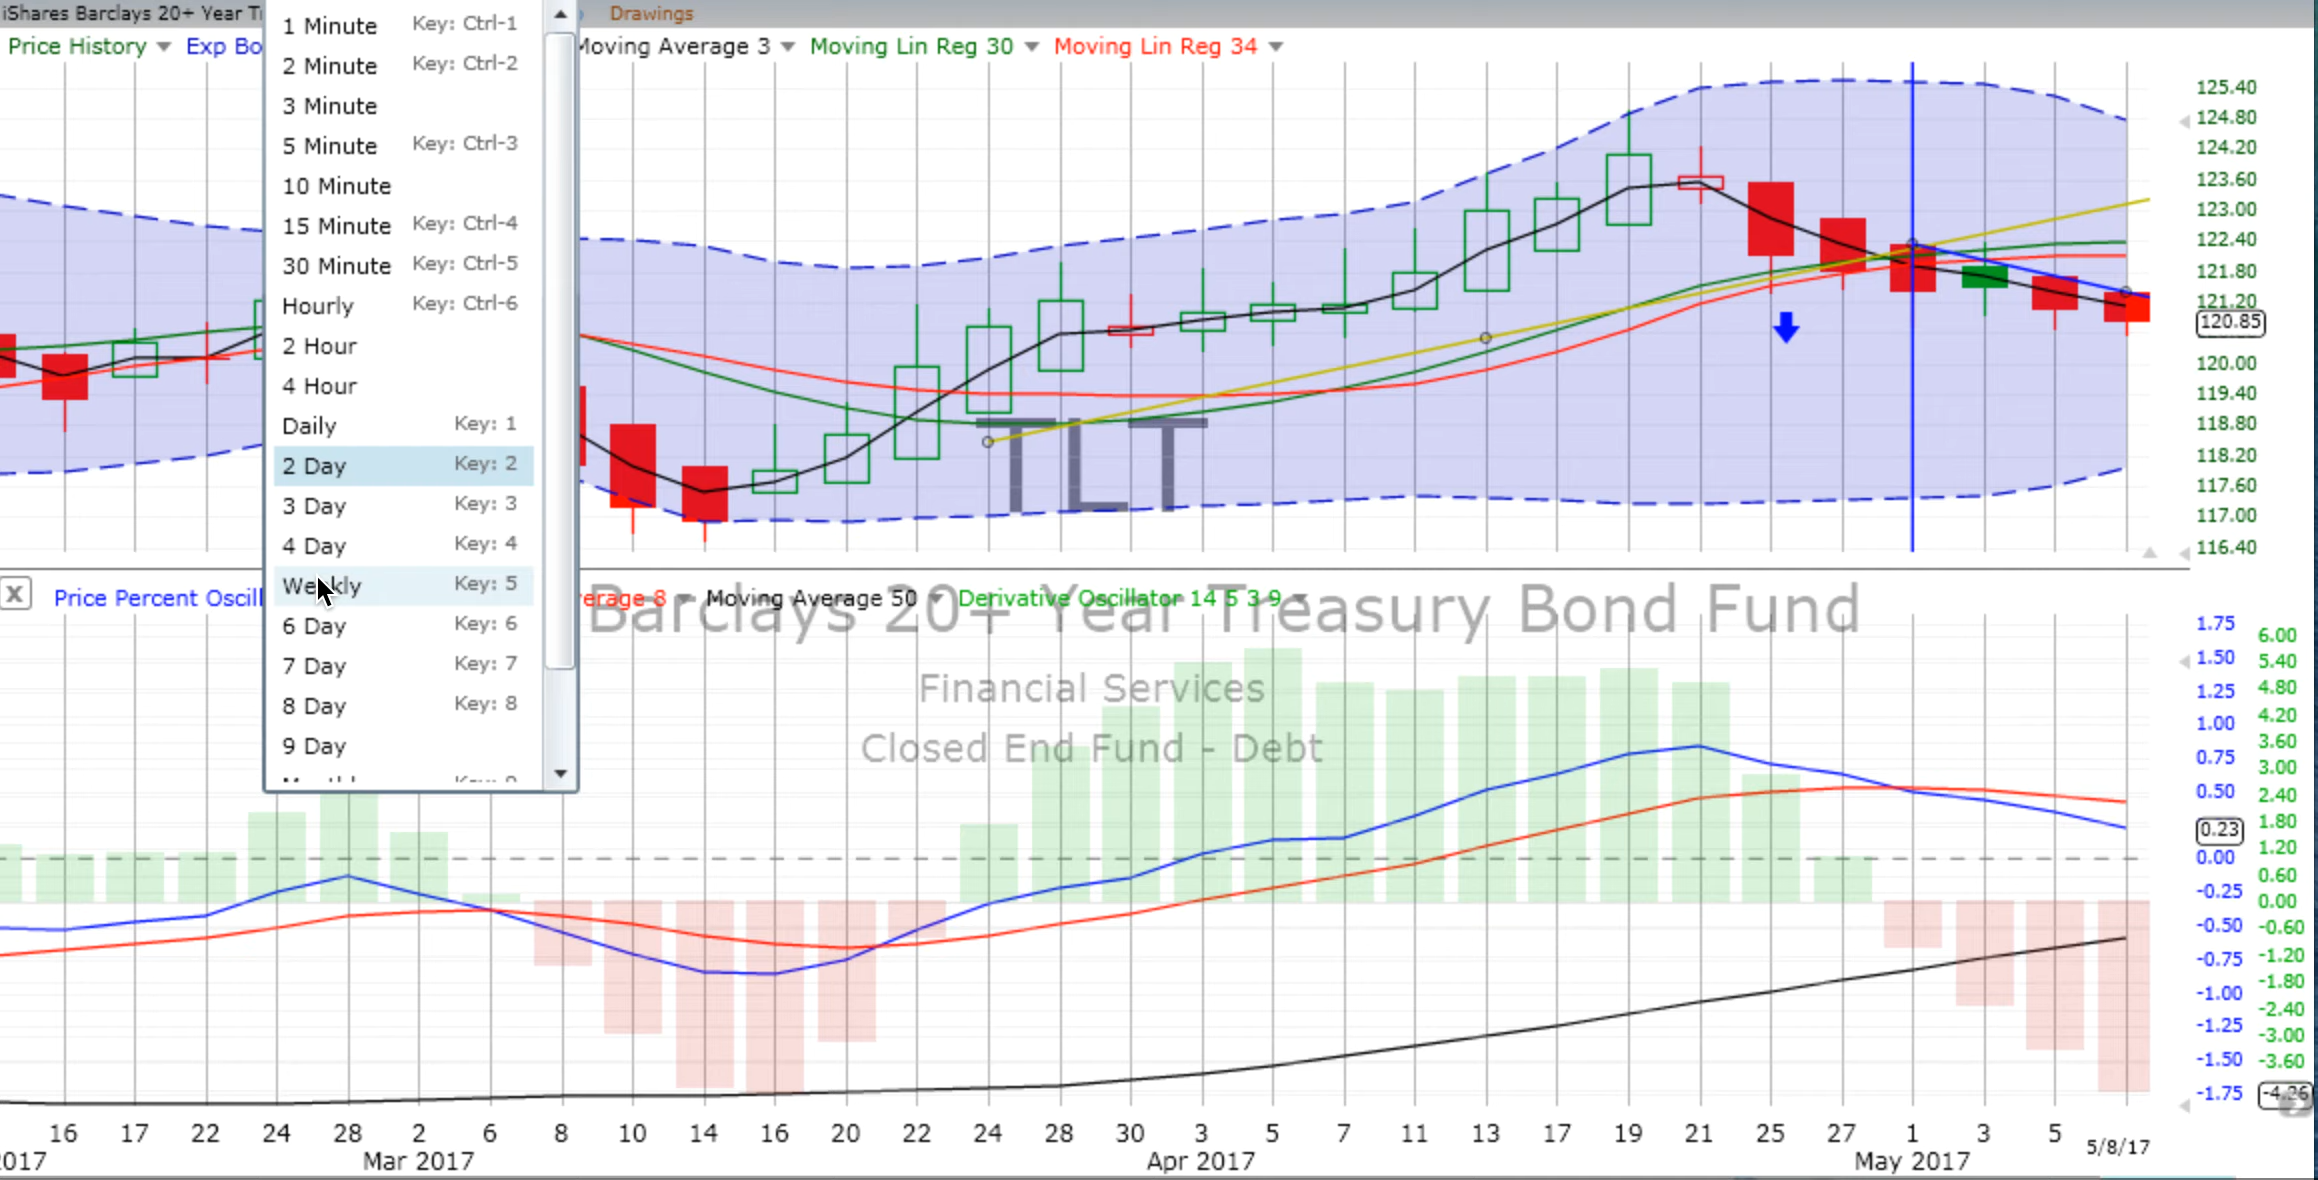 iShares Barclays 20+ Year Tr
Drawings
Price History
Exp Bo
Moving Average 3
Moving Lin Reg 30
Moving Lin Reg 34
1 Minute Key: Ctrl-1
2 Minute Key: Ctrl-2
3 Minute
5 Minute Key: Ctrl-3
10 Minute
15 Minute Key: Ctrl-4
30 Minute Key: Ctrl-5
Hourly Key: Ctrl-6
2 Hour
4 Hour
Daily Key: 1
2 Day Key: 2
3 Day Key: 3
4 Day Key: 4
Weekly Key: 5
6 Day Key: 6
7 Day Key: 7
8 Day Key: 8
9 Day
125.40
124.80
124.20
123.60
123.00
122.40
121.80
121.20
120.85
120.00
119.40
118.80
118.20
117.60
117.00
116.40
TLT
X
Price Percent Oscill
erage 8
Moving Average 50
Derivative Oscillator 14 5 3 9
Barclays 20+ Year Treasury Bond Fund
Financial Services
Closed End Fund - Debt
1.75
1.50
1.25
1.00
0.75
0.50
0.23
0.00
-0.25
-0.50
-0.75
-1.00
-1.25
-1.50
-1.75
6.00
5.40
4.80
4.20
3.60
3.00
2.40
1.80
1.20
0.60
0.00
-0.60
-1.20
-1.80
-2.40
-3.00
-3.60
-4.26
16 17 22 24 28 2 6 8 10 14 16 20 22 24 28 30 3 5 7 11 13 17 19 21 25 27 1 3 5 5/8/17
2017 Mar 2017 Apr 2017 May 2017